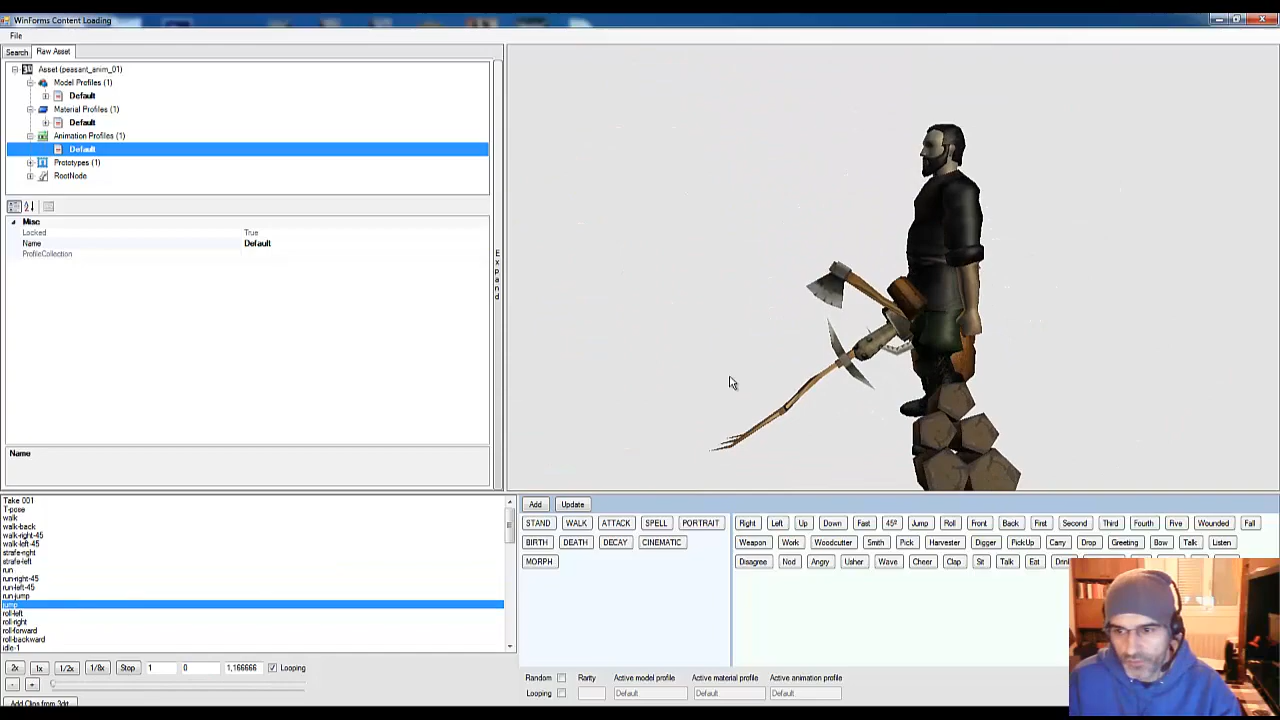 WinForms Content Loading
File
Search Raw Asset
Asset (peasant_anim_01)
Model Profiles (1)
Default
Material Profiles (1)
Default
Animation Profiles (1)
Default
Prototypes (1)
RootNode
Misc
Locked True
Name Default
ProfileCollection
Expand
Name
Take 001
T-pose
walk
walk-back
walk-right-45
walk-left-45
strafe-right
strafe-left
run
run-right-45
run-left-45
run-jump
jump
roll-left
roll-right
roll-forward
roll-backward
idle-1
Add Update
STAND WALK ATTACK SPELL PORTRAIT
BIRTH DEATH DECAY CINEMATIC
MORPH
Right Left Up Down Fast 45º Jump Roll Front Back First Second Third Fourth Five Wounded Fall
Weapon Work Woodcutter Smith Pick Harvester Digger PickUp Carry Drop Greeting Bow Talk Listen
Disagree Nod Angry Usher Wave Cheer Clap Sit Talk Eat
2x 1x 1/2x 1/8x Stop 1 0 1,166666 Looping
- +
Add Clips from 3drt
Random Rarity Active model profile Active material profile Active animation profile
Looping Default Default Default